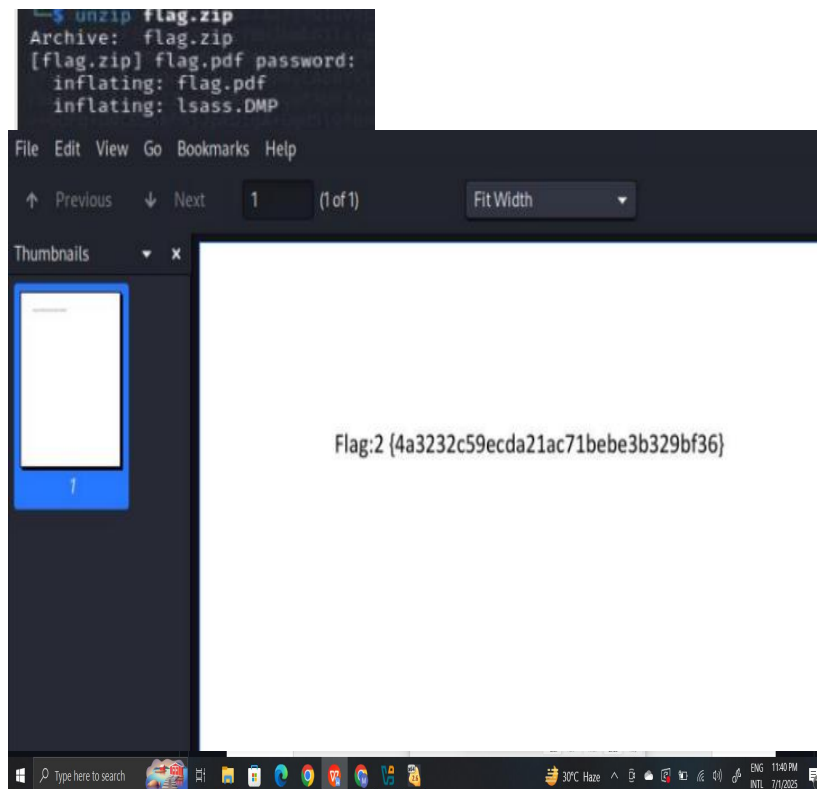 $ unzip flag.zip
Archive: flag.zip
[flag.zip] flag.pdf password:
inflating: flag.pdf
inflating: lsass.DMP
File Edit View Go Bookmarks Help
Previous Next 1 (1 of 1) Fit Width
Thumbnails
Flag:2 {4a3232c59ecda21ac71bebe3b329bf36}
1
Type here to search 30°C Haze ENG 11:40 PM
INTL 7/1/2025